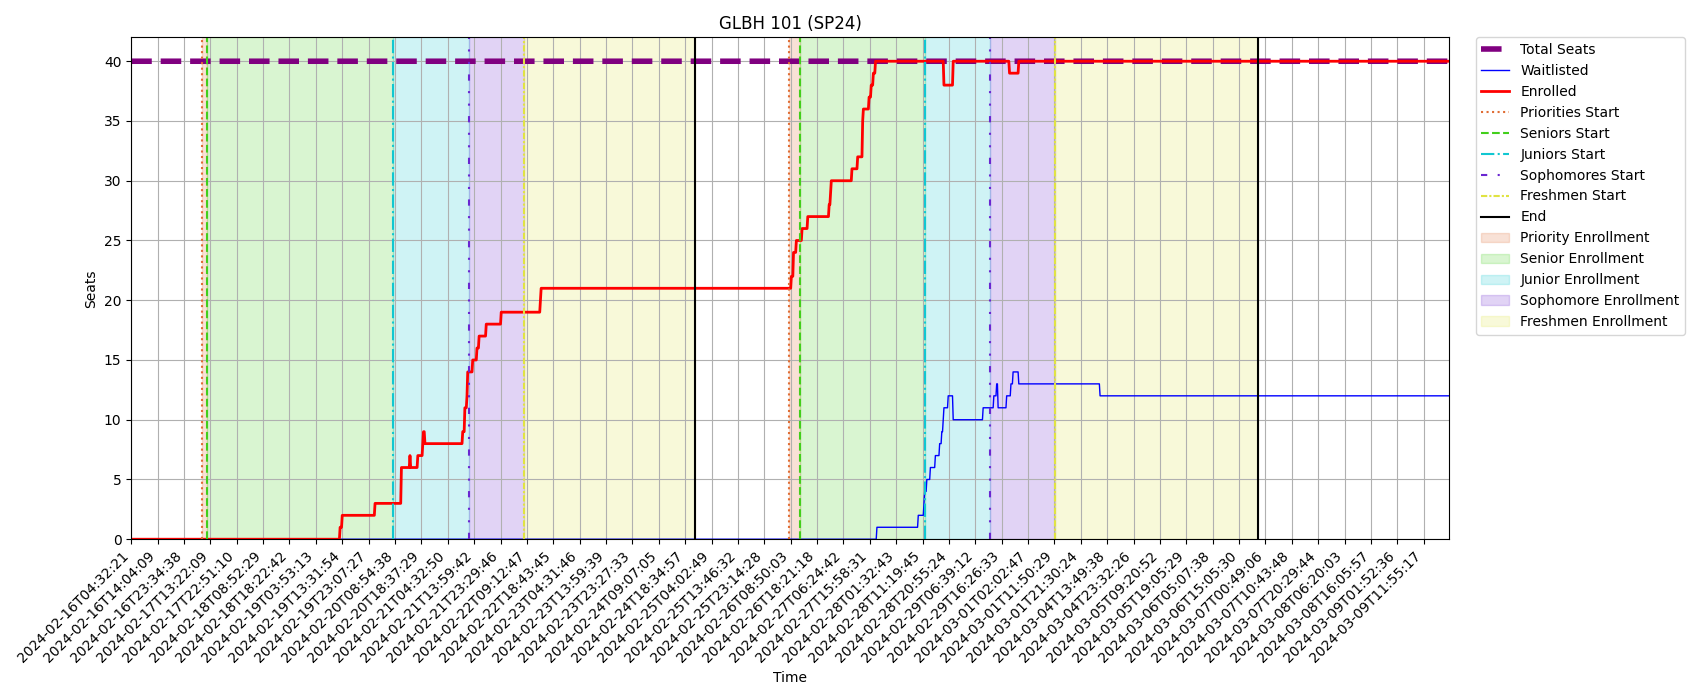 GLBH 101 (SP24)
Seats
40
35
30
25
20
15
10
5
0
2024-02-16T04:32:21
2024-02-16T14:04:09
2024-02-16T23:34:38
2024-02-17T13:22:09
2024-02-17T22:51:10
2024-02-18T08:52:29
2024-02-18T18:22:42
2024-02-19T03:53:13
2024-02-19T13:31:54
2024-02-19T23:07:27
2024-02-20T08:54:38
2024-02-20T18:37:29
2024-02-21T04:32:50
2024-02-21T13:59:42
2024-02-21T23:29:46
2024-02-22T09:12:47
2024-02-22T18:43:45
2024-02-23T04:31:46
2024-02-23T13:59:39
2024-02-23T23:27:33
2024-02-24T09:07:05
2024-02-24T18:34:57
2024-02-25T04:02:49
2024-02-25T13:46:32
2024-02-25T23:14:28
2024-02-26T08:50:03
2024-02-26T18:21:18
2024-02-27T06:24:42
2024-02-27T15:58:31
2024-02-28T01:32:43
2024-02-28T11:19:45
2024-02-28T20:55:24
2024-02-29T06:39:12
2024-02-29T16:26:33
2024-03-01T02:02:47
2024-03-01T11:50:29
2024-03-01T21:30:24
2024-03-04T13:49:38
2024-03-04T23:32:26
2024-03-05T09:20:52
2024-03-05T19:05:29
2024-03-06T05:07:38
2024-03-06T15:05:30
2024-03-07T00:49:06
2024-03-07T10:43:48
2024-03-07T20:29:44
2024-03-08T06:20:03
2024-03-08T16:05:57
2024-03-09T01:52:36
2024-03-09T11:55:17
Time
Total Seats
Waitlisted
Enrolled
Priorities Start
Seniors Start
Juniors Start
Sophomores Start
Freshmen Start
End
Priority Enrollment
Senior Enrollment
Junior Enrollment
Sophomore Enrollment
Freshmen Enrollment